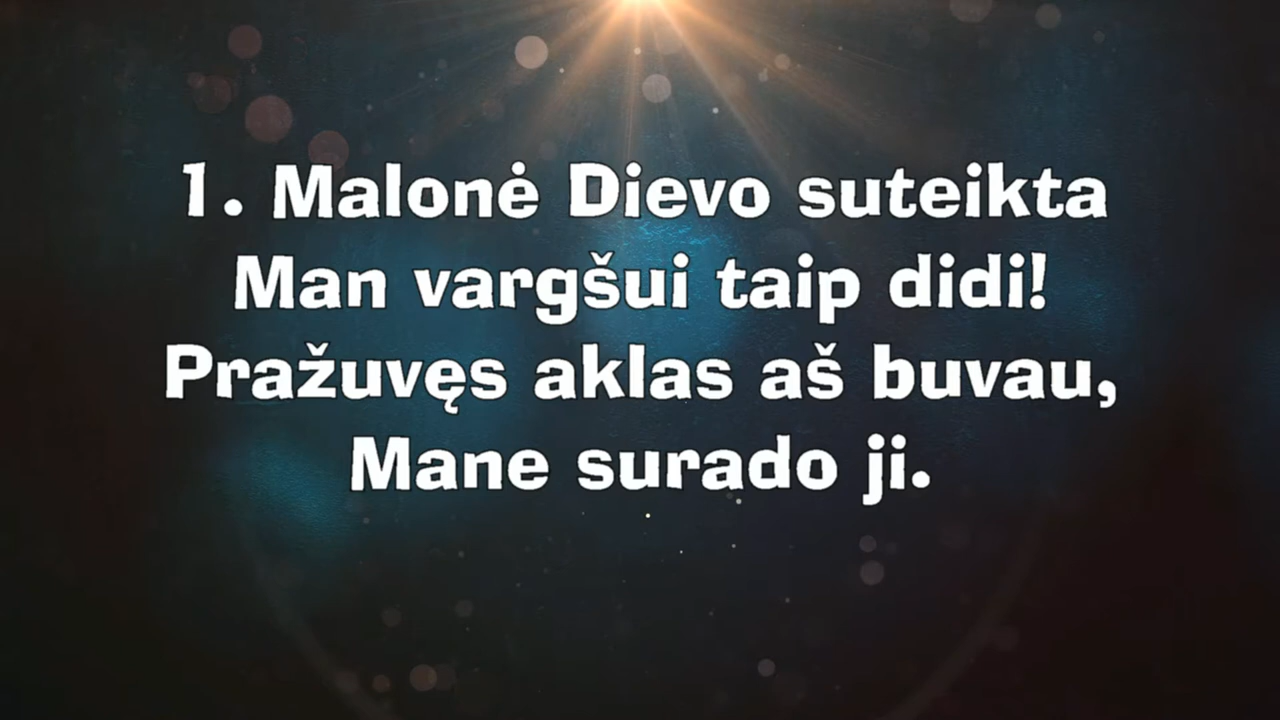 1. Malonė Dievo suteikta
Man vargšui taip didi!
Pražuvęs aklas aš buvau,
Mane surado ji.